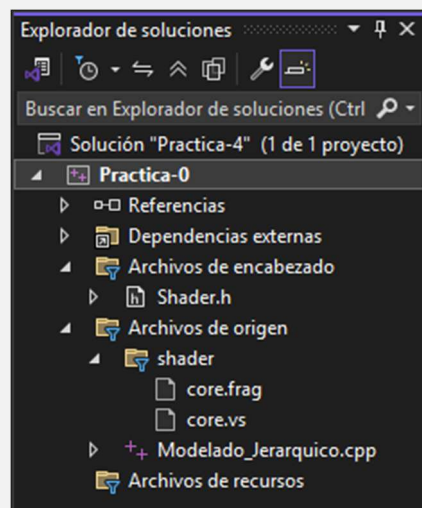 Explorador de soluciones
Buscar en Explorador de soluciones (Ctrl
Solución "Practica-4" (1 de 1 proyecto)
Practica-0
Referencias
Dependencias externas
Archivos de encabezado
Shader.h
Archivos de origen
shader
core.frag
core.vs
Modelado_Jerarquico.cpp
Archivos de recursos